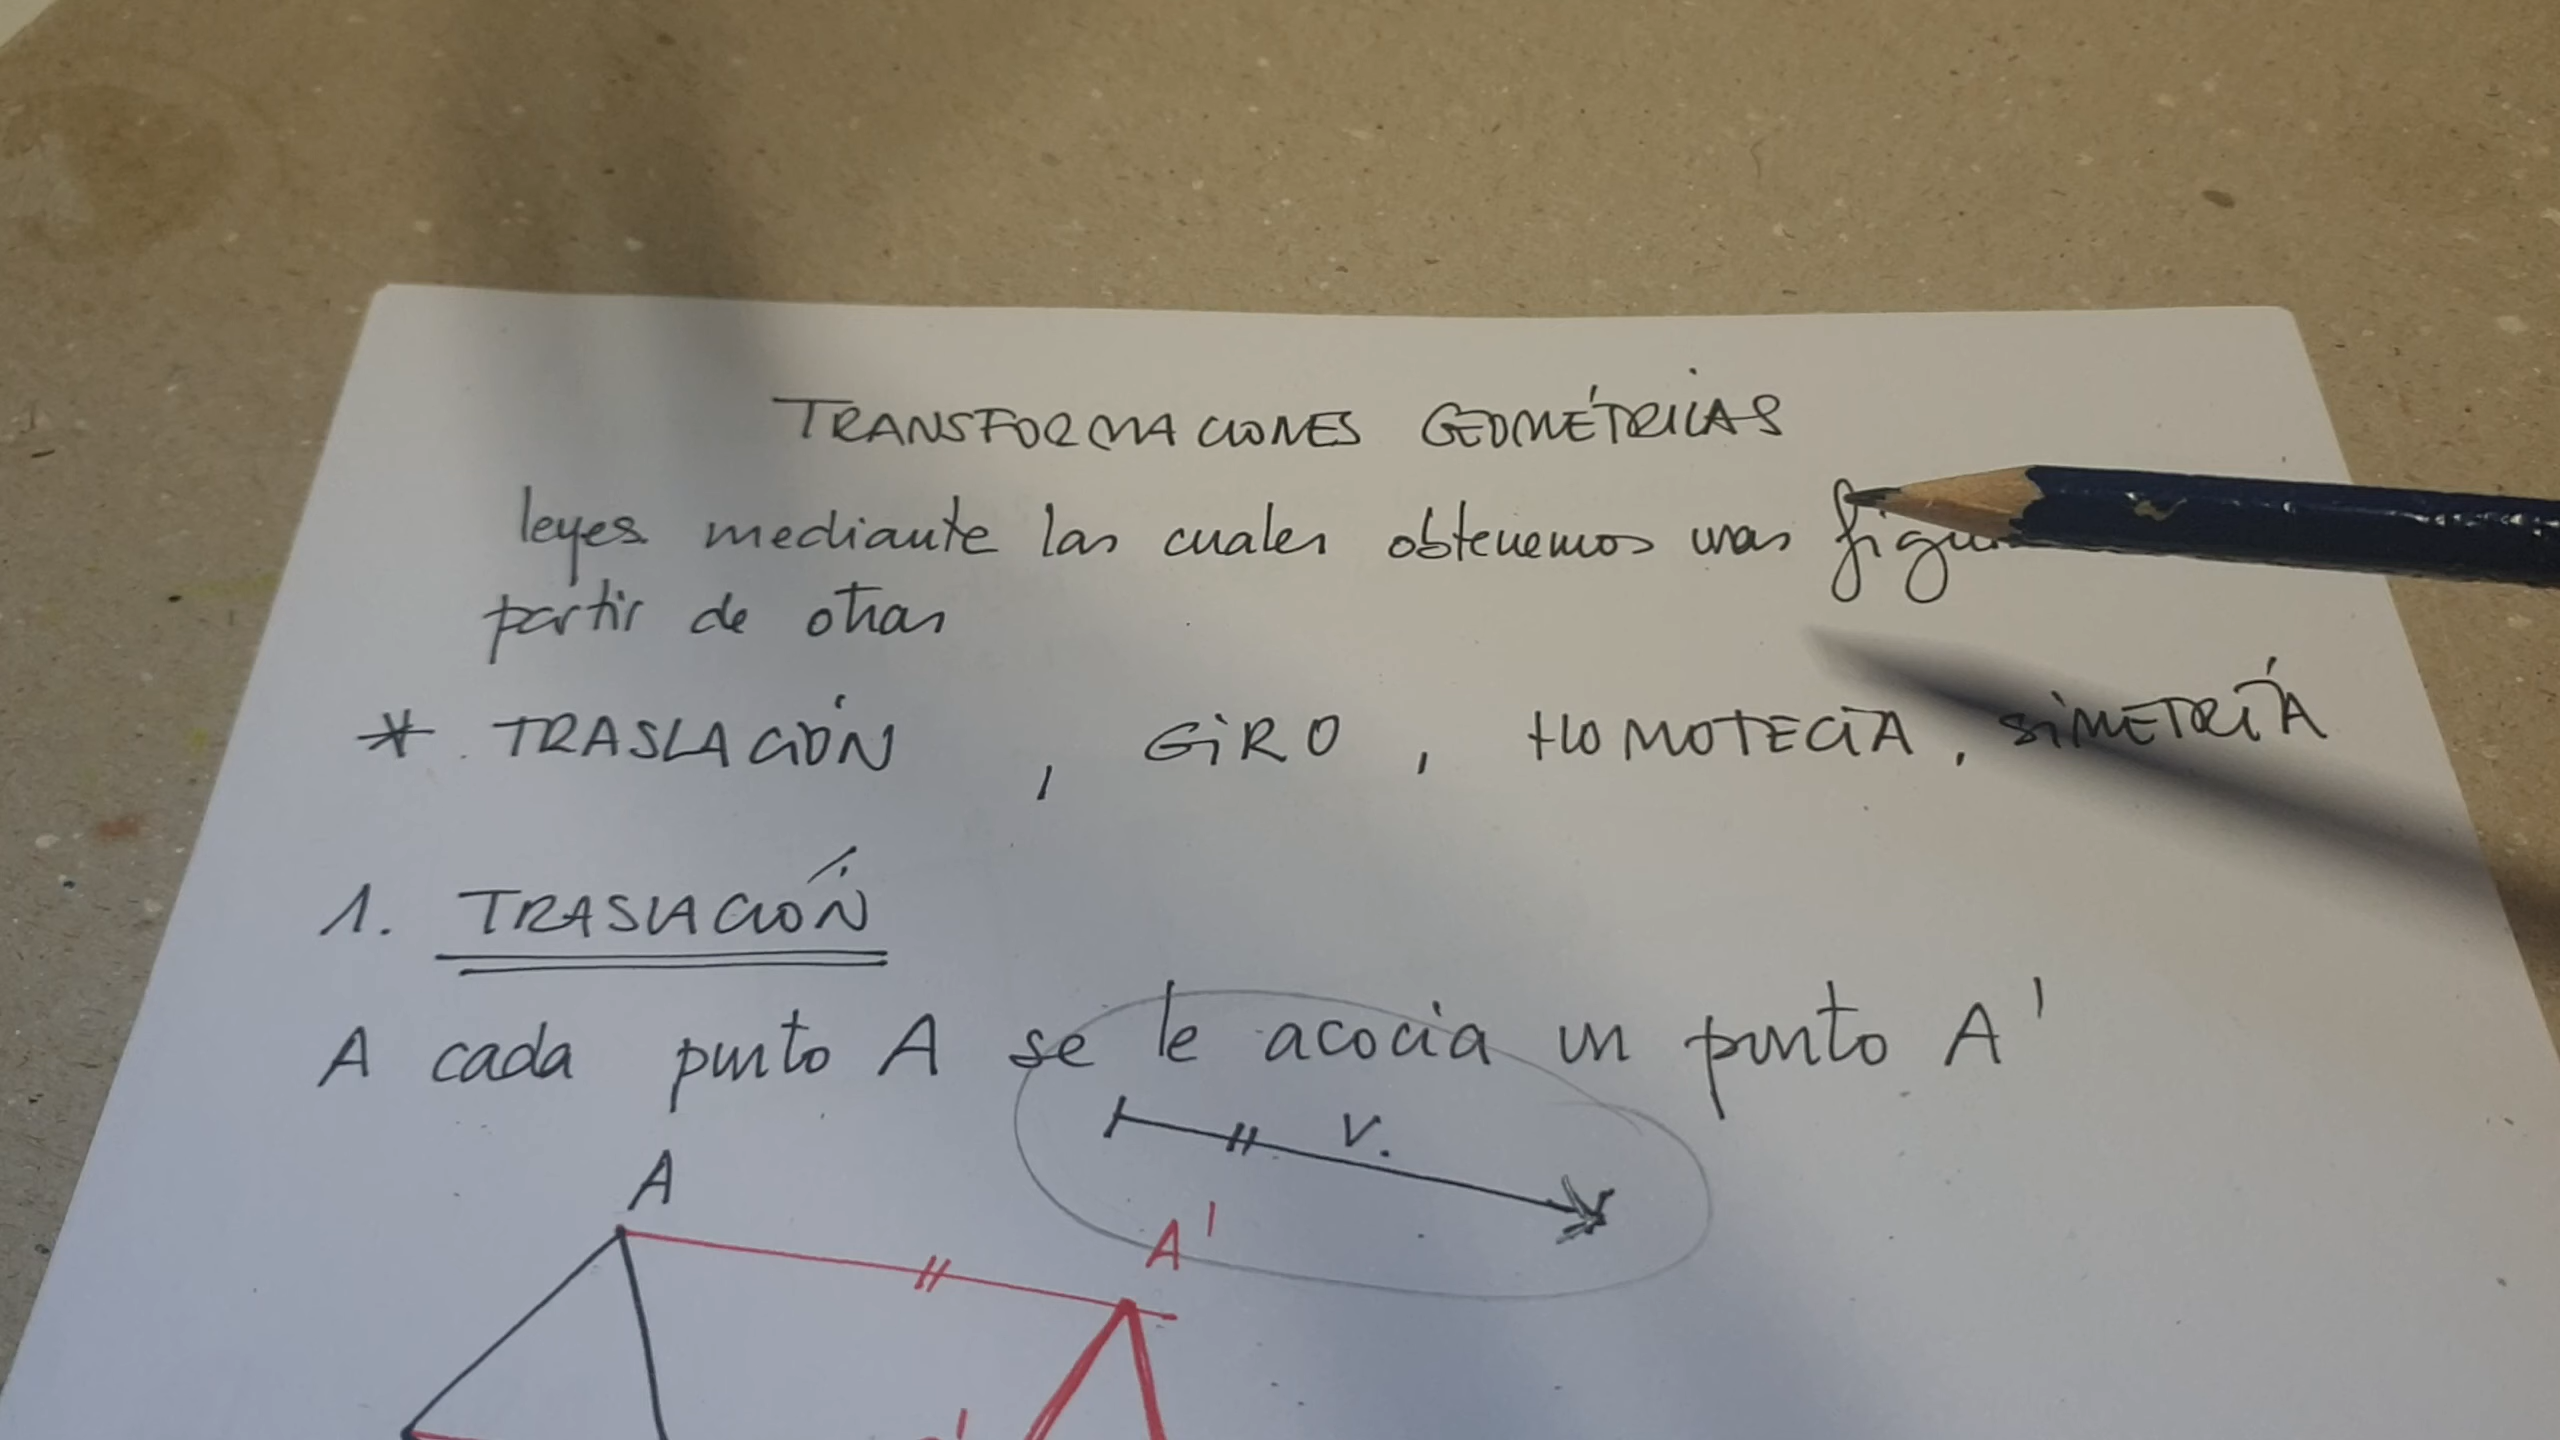 TRANSFORMACIONES GEOMÉTRICAS
leyes mediante las cuales obtenemos unas
partir de otras
* TRASLACIÓN , GIRO , HOMOTECIA , SIMETRÍA
1. TRASLACIÓN
A cada punto A se le acocia un punto A'
V.
A
A'